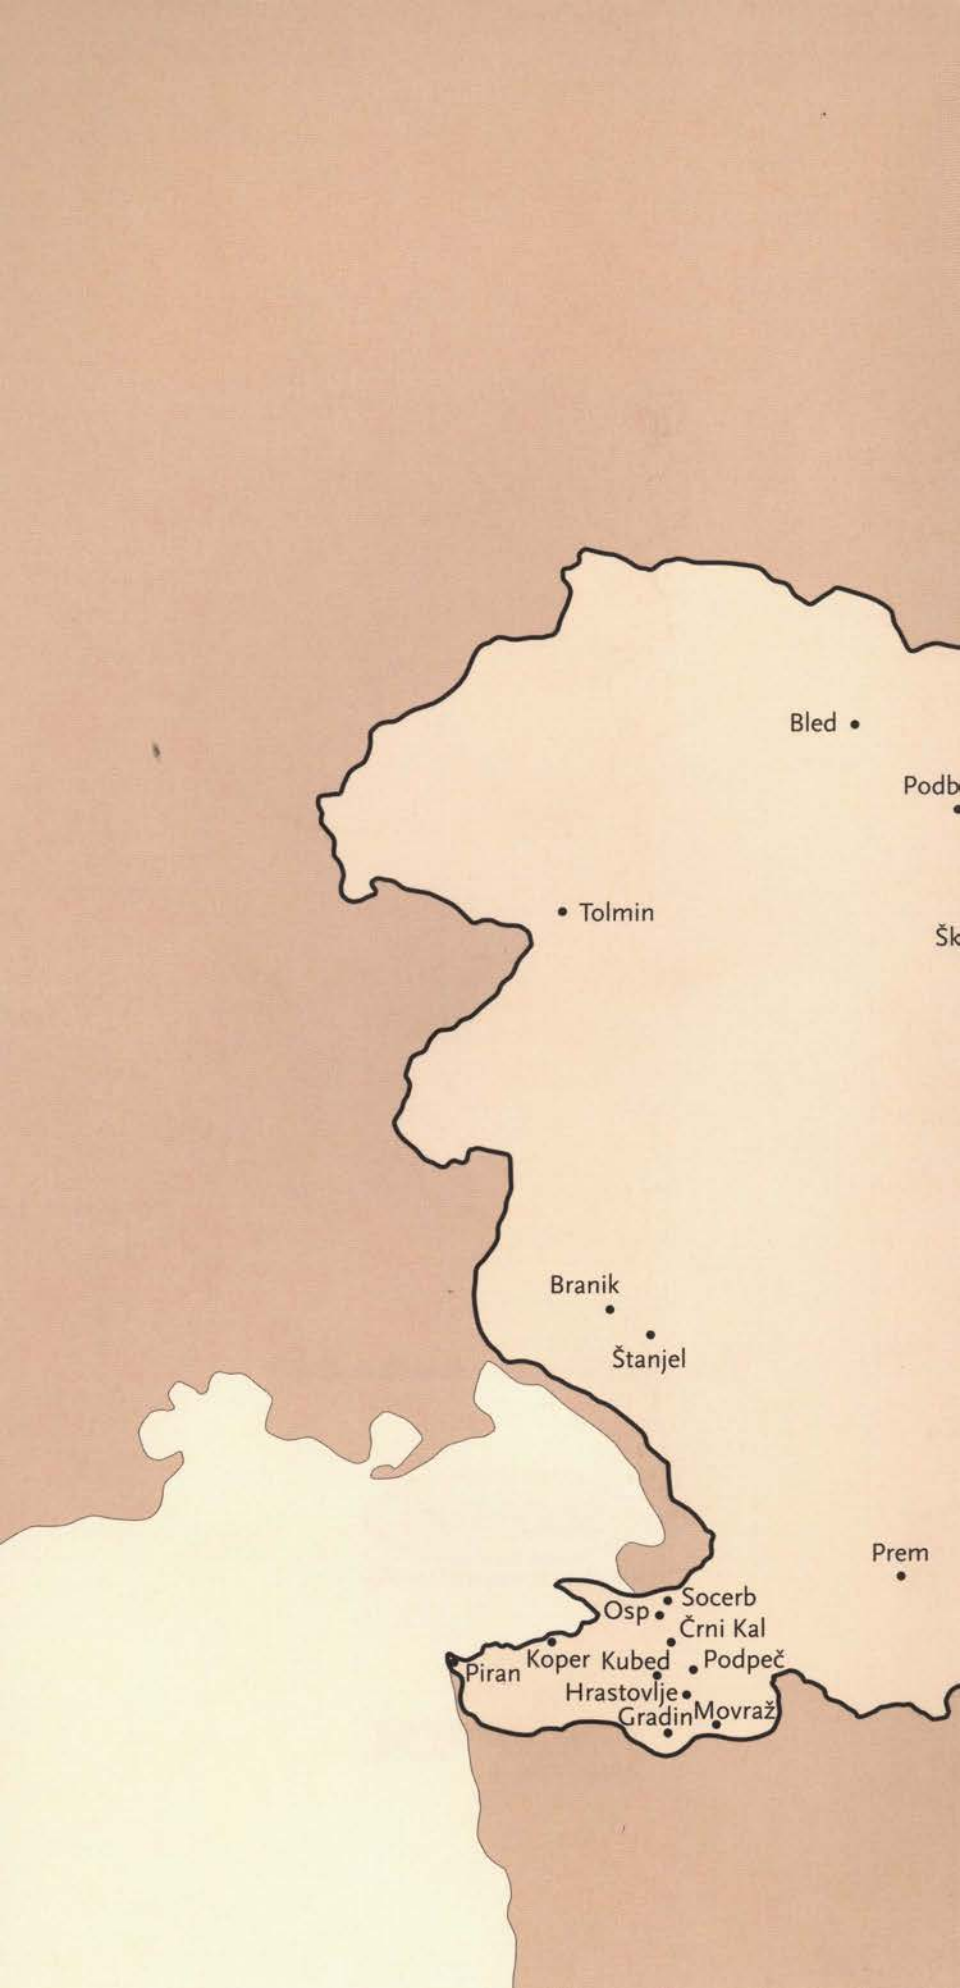 Bled
Podb
Tolmin
Šk
Branik
Štanjel
Prem
Socerb
Osp
Črni Kal
Koper
Kubed
Podpeč
Piran
Hrastovlje
Movraž
Gradin